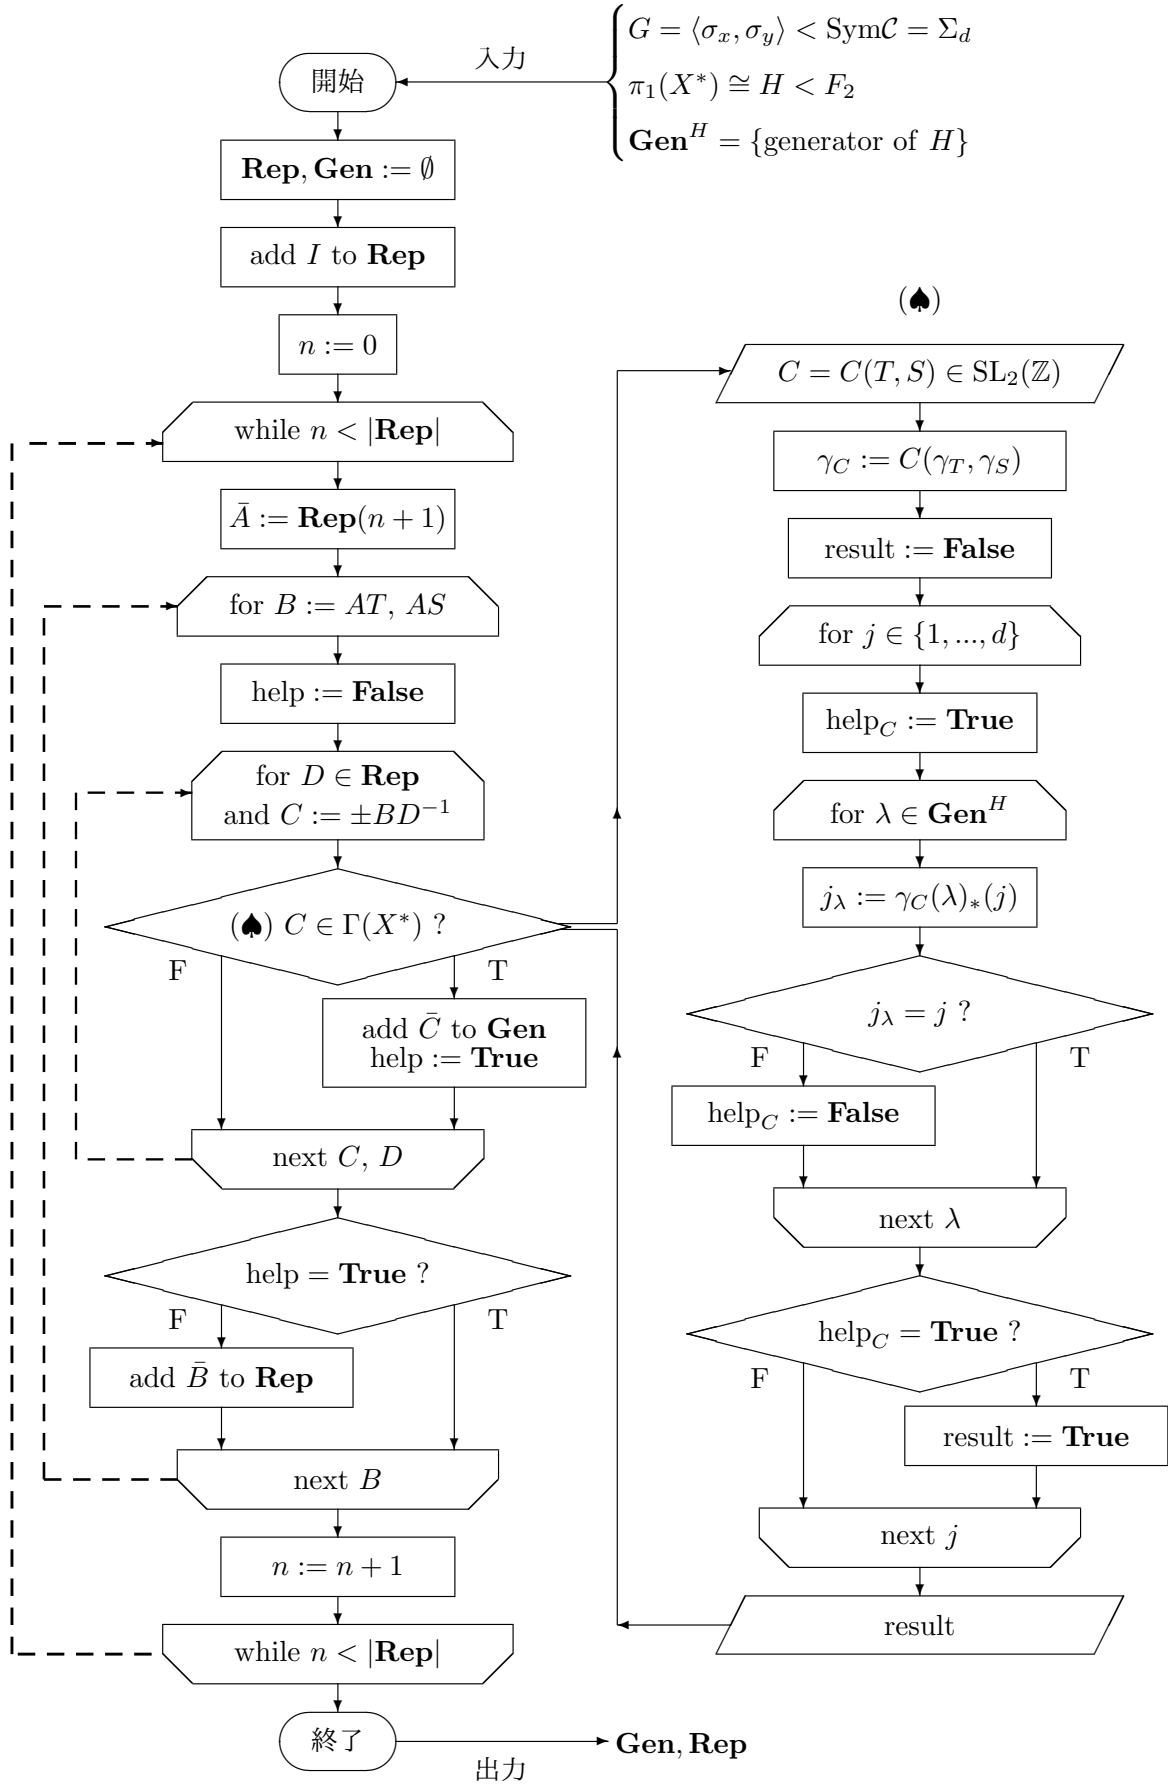 入力
G = ⟨σ_x, σ_y⟩ < Sym𝒞 = Σ_d
π_1(X^*) ≅ H < F_2
Gen^H = {generator of H}
開始
Rep, Gen := ∅
add I to Rep
n := 0
while n < |Rep|
Ā := Rep(n + 1)
for B := AT, AS
help := False
for D ∈ Rep
and C := ±BD^{-1}
(♠) C ∈ Γ(X^*) ?
F
T
add C̄ to Gen
help := True
next C, D
help = True ?
F
T
add B̄ to Rep
next B
n := n + 1
while n < |Rep|
終了
出力
Gen, Rep
(♠)
C = C(T, S) ∈ SL_2(ℤ)
γ_C := C(γ_T, γ_S)
result := False
for j ∈ {1, ..., d}
help_C := True
for λ ∈ Gen^H
j_λ := γ_C(λ)_*(j)
j_λ = j ?
F
T
help_C := False
next λ
help_C = True ?
F
T
result := True
next j
result